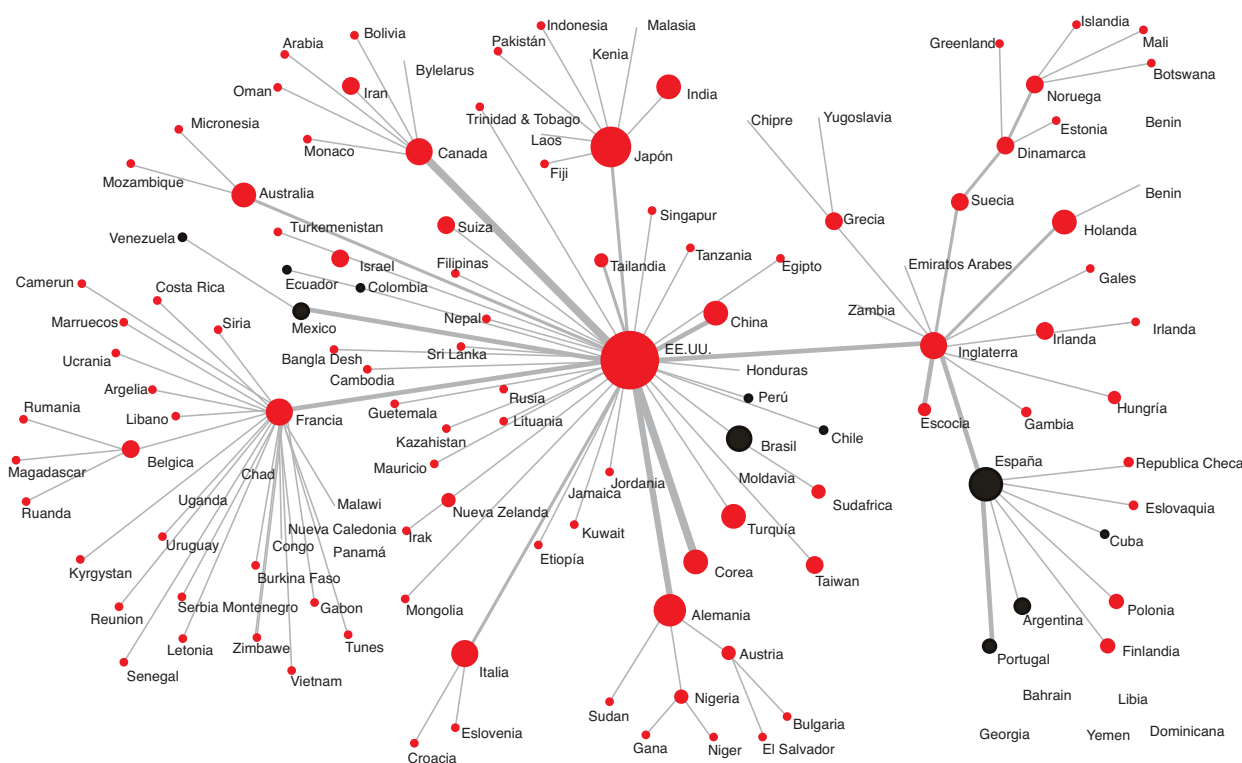 Indonesia
Malasia
Islandia
Bolivia
Arabia
Pakistán
Greenland
Mali
Kenia
Bylelarus
Botswana
Oman
Iran
India
Noruega
Micronesia
Trinidad & Tobago
Chipre
Yugoslavia
Benin
Estonia
Laos
Monaco
Canada
Japón
Dinamarca
Fiji
Mozambique
Australia
Benin
Suecia
Singapur
Grecia
Holanda
Turkemenistan
Suiza
Venezuela
Tanzania
Israel
Filipinas
Tailandia
Egipto
Emiratos Arabes
Gales
Camerun
Ecuador
Colombia
Costa Rica
Zambia
Marruecos
Siria
Mexico
Nepal
China
Irlanda
Irlanda
EE.UU.
Inglaterra
Ucrania
Bangla Desh
Sri Lanka
Honduras
Cambodia
Argelia
Rusia
Perú
Rumania
Libano
Francia
Guetemala
Hungría
Lituania
Escocia
Gambia
Kazahistan
Chile
Brasil
Belgica
Mauricio
España
Republica Checa
Magadascar
Chad
Moldavia
Jordania
Jamaica
Uganda
Malawi
Ruanda
Nueva Zelanda
Sudafrica
Eslovaquia
Nueva Caledonia
Irak
Kuwait
Turquía
Uruguay
Congo
Panamá
Cuba
Kyrgystan
Etiopía
Burkina Faso
Corea
Taiwan
Serbia Montenegro
Gabon
Mongolia
Polonia
Reunion
Alemania
Argentina
Letonia
Zimbawe
Tunes
Finlandia
Austria
Portugal
Senegal
Vietnam
Italia
Bahrain
Libia
Nigeria
Sudan
Bulgaria
Eslovenia
Georgia
Yemen
Dominicana
Gana
Niger
El Salvador
Croacia